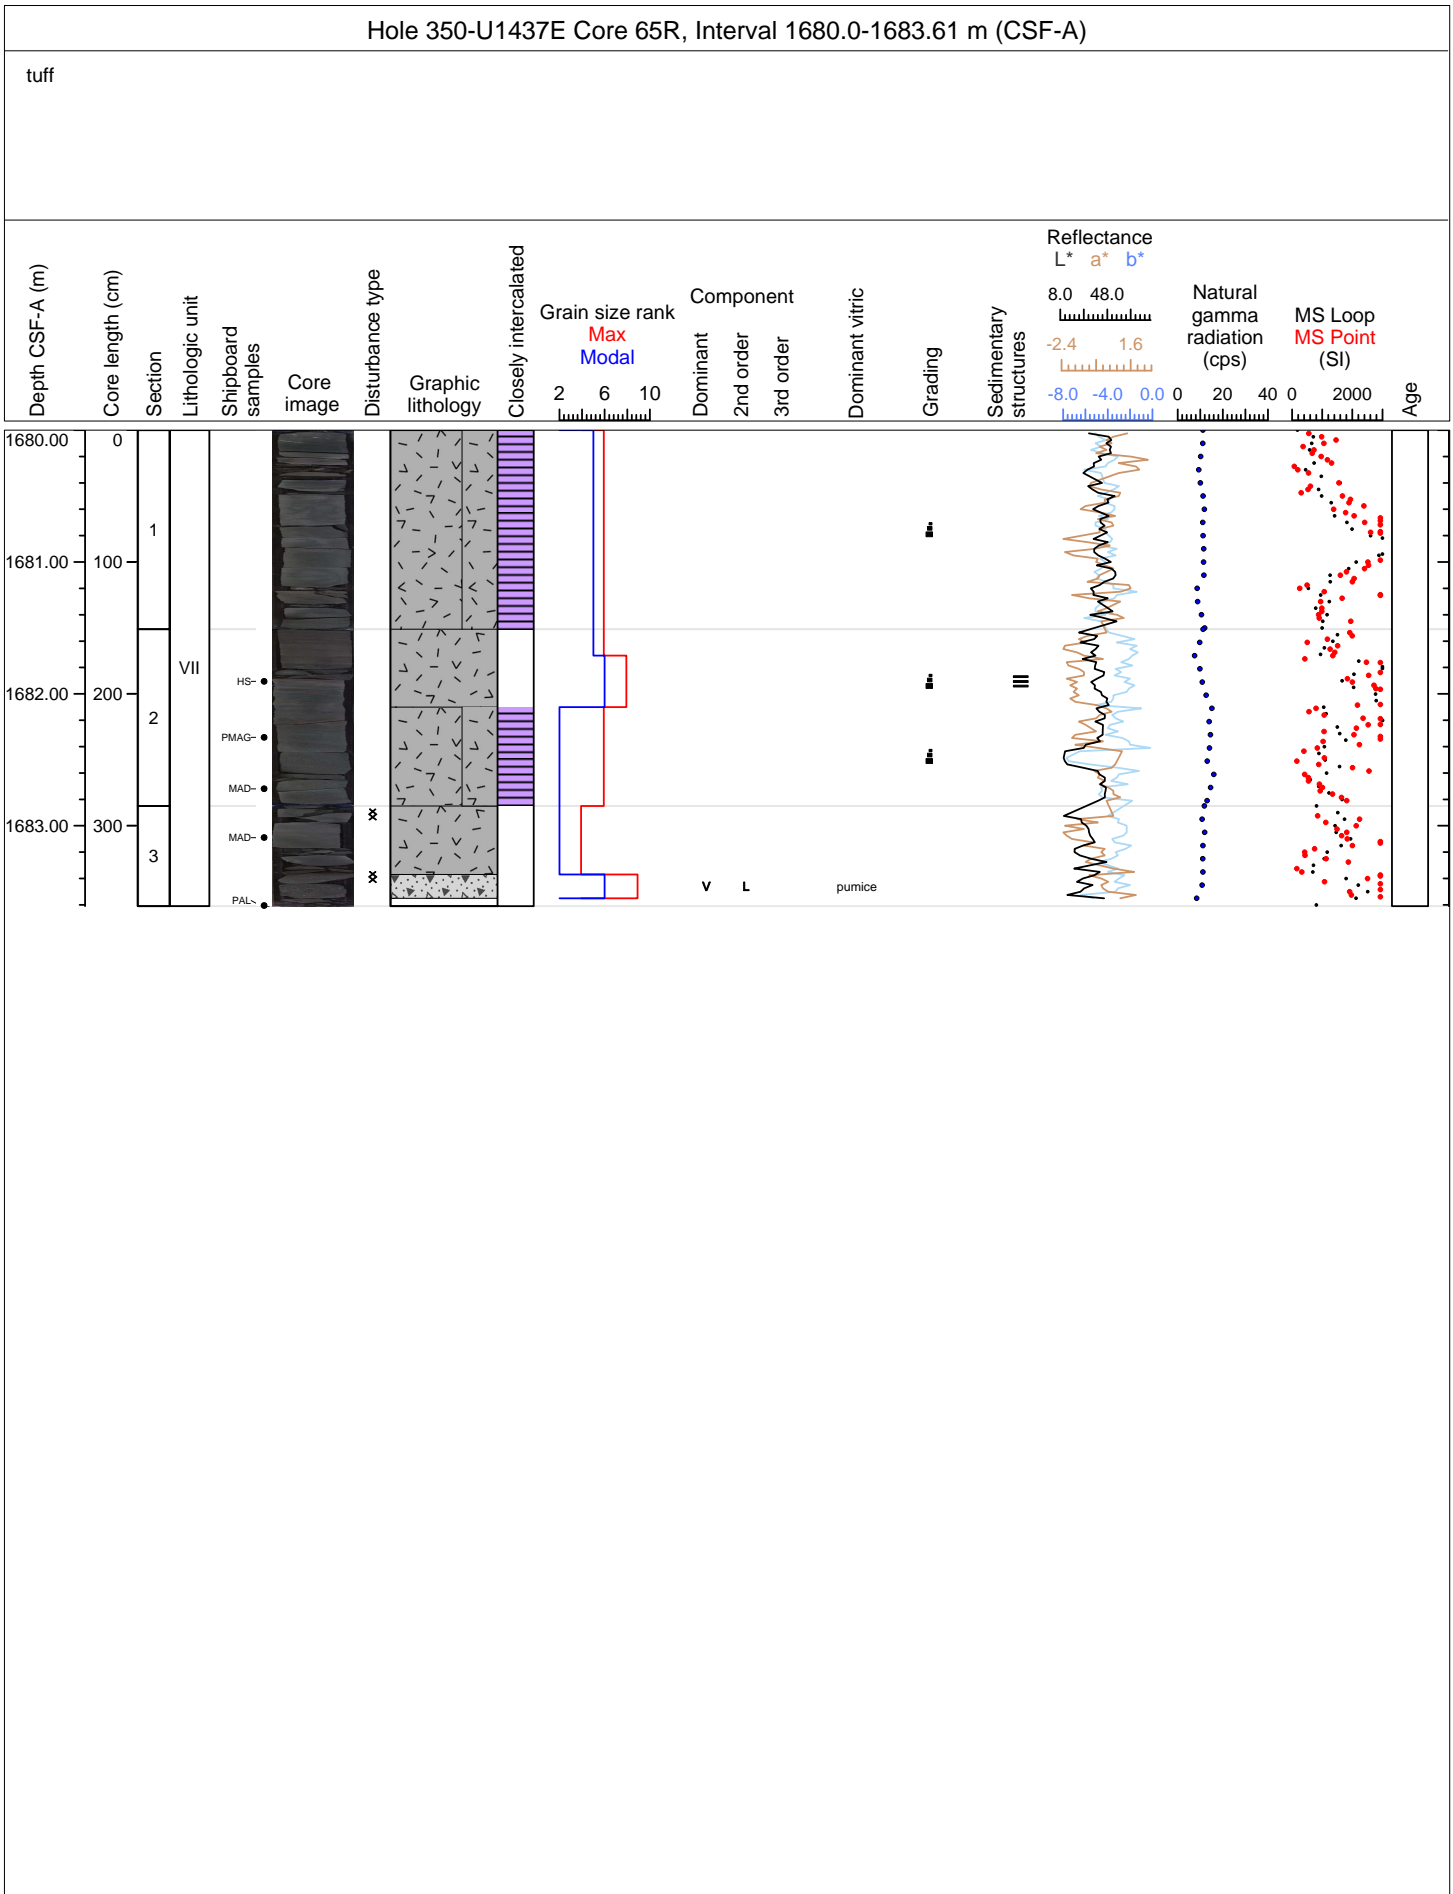 Hole 350-U1437E Core 65R, Interval 1680.0-1683.61 m (CSF-A)
tuff
Depth CSF-A (m)
Core length (cm)
Section
Lithologic unit
Shipboard
samples
Core
image
Disturbance type
Graphic
lithology
Closely intercalated
Grain size rank
Max
Modal
2 6 10
Component
Dominant
2nd order
3rd order
Dominant vitric
Grading
Sedimentary
structures
Reflectance
L* a* b*
8.0 48.0
-2.4 1.6
-8.0 -4.0 0.0
Natural
gamma
radiation
(cps)
0 20 40
MS Loop
MS Point
(SI)
0 2000
Age
1680.00 0
1
1681.00 100
VII
HS
1682.00 200
2
PMAG
MAD
1683.00 300
MAD
3
V L pumice
PAL